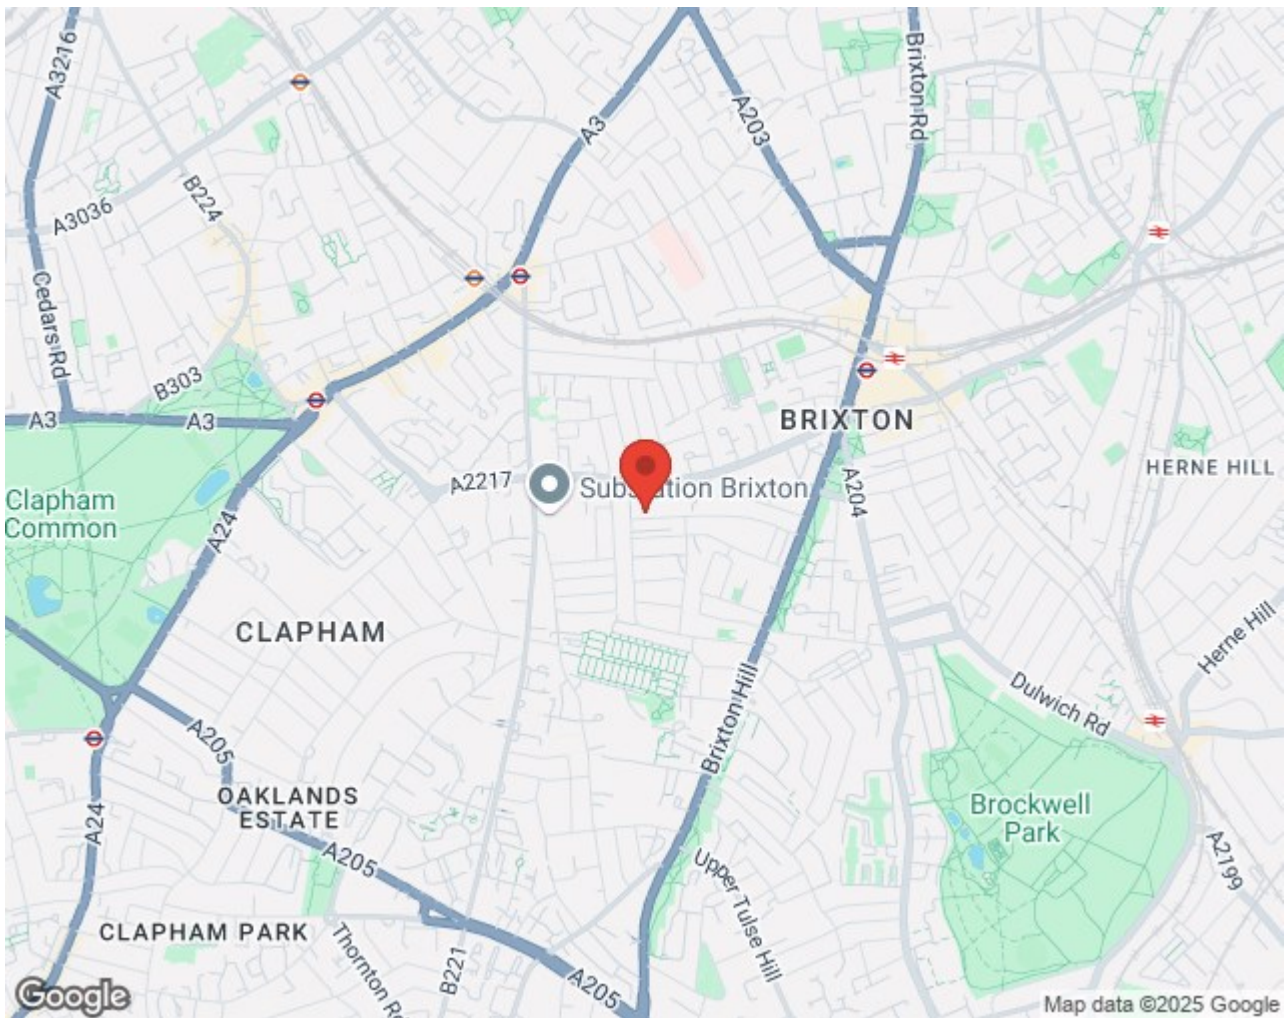 A3216
Brixton Rd
A3
A203
B224
A3036
Cedars Rd
B303
A3
A3
BRIXTON
HERNE HILL
A2217
Substation Brixton
A204
Clapham
Common
A24
CLAPHAM
Herne Hill
Dulwich Rd
Brixton Hill
A205
OAKLANDS
ESTATE
Brockwell
Park
A24
A205
Upper Tulse Hill
A2199
CLAPHAM PARK
B221
A205
Google
Map data ©2025 Google